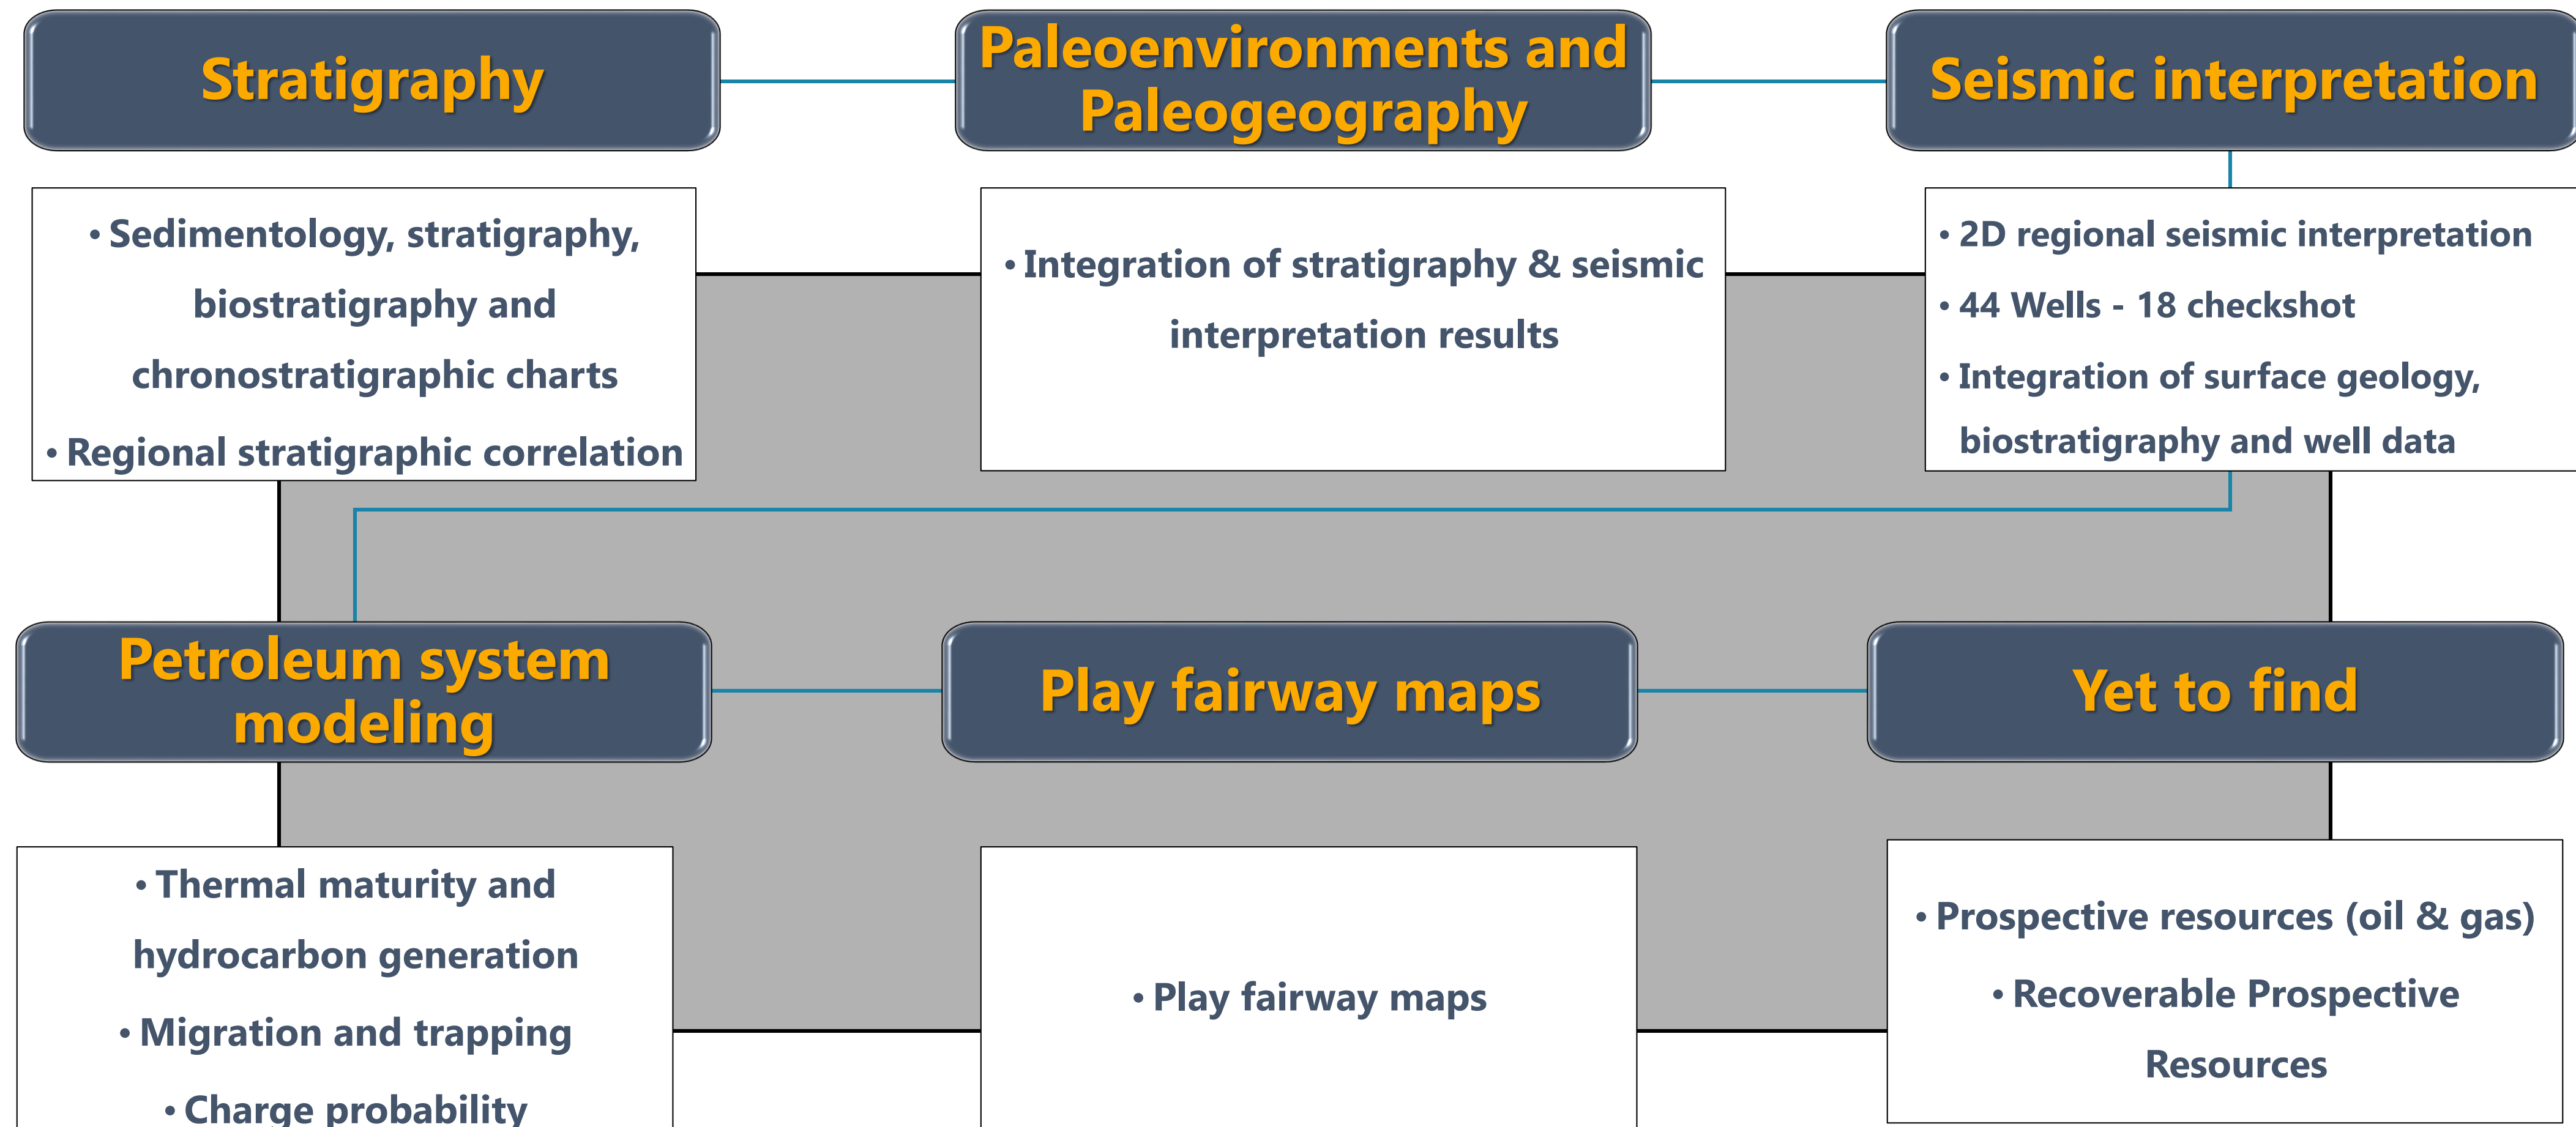 Stratigraphy
• Sedimentology, stratigraphy,
biostratigraphy and
chronostratigraphic charts
• Regional stratigraphic correlation
Paleoenvironments and
Paleogeography
• Integration of stratigraphy & seismic
interpretation results
Seismic interpretation
• 2D regional seismic interpretation
• 44 Wells - 18 checkshot
• Integration of surface geology,
biostratigraphy and well data
Petroleum system
modeling
• Thermal maturity and
hydrocarbon generation
• Migration and trapping
• Charge probability
Play fairway maps
• Play fairway maps
Yet to find
• Prospective resources (oil & gas)
• Recoverable Prospective
Resources